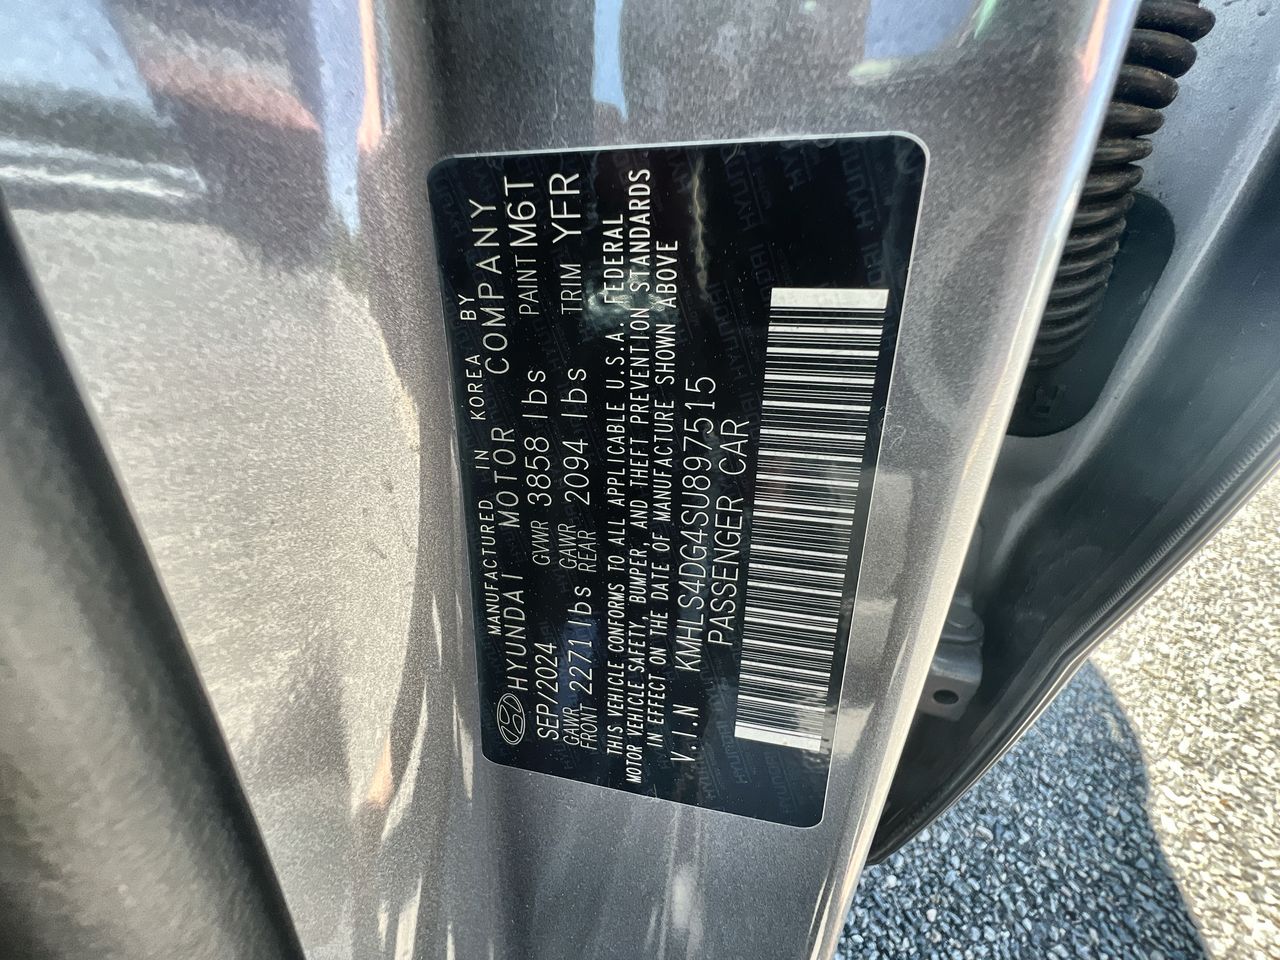 MANUFACTURED IN KOREA BY
HYUNDAI MOTOR COMPANY
SEP/2024 GVWR 3858 lbs PAINT M6T
GAWR FRONT 2271 lbs GAWR REAR 2094 lbs TRIM YFR
THIS VEHICLE CONFORMS TO ALL APPLICABLE U.S.A. FEDERAL
MOTOR VEHICLE SAFETY, BUMPER, AND THEFT PREVENTION STANDARDS
IN EFFECT ON THE DATE OF MANUFACTURE SHOWN ABOVE
V.I.N KMHLS4DG4SU897515
PASSENGER CAR